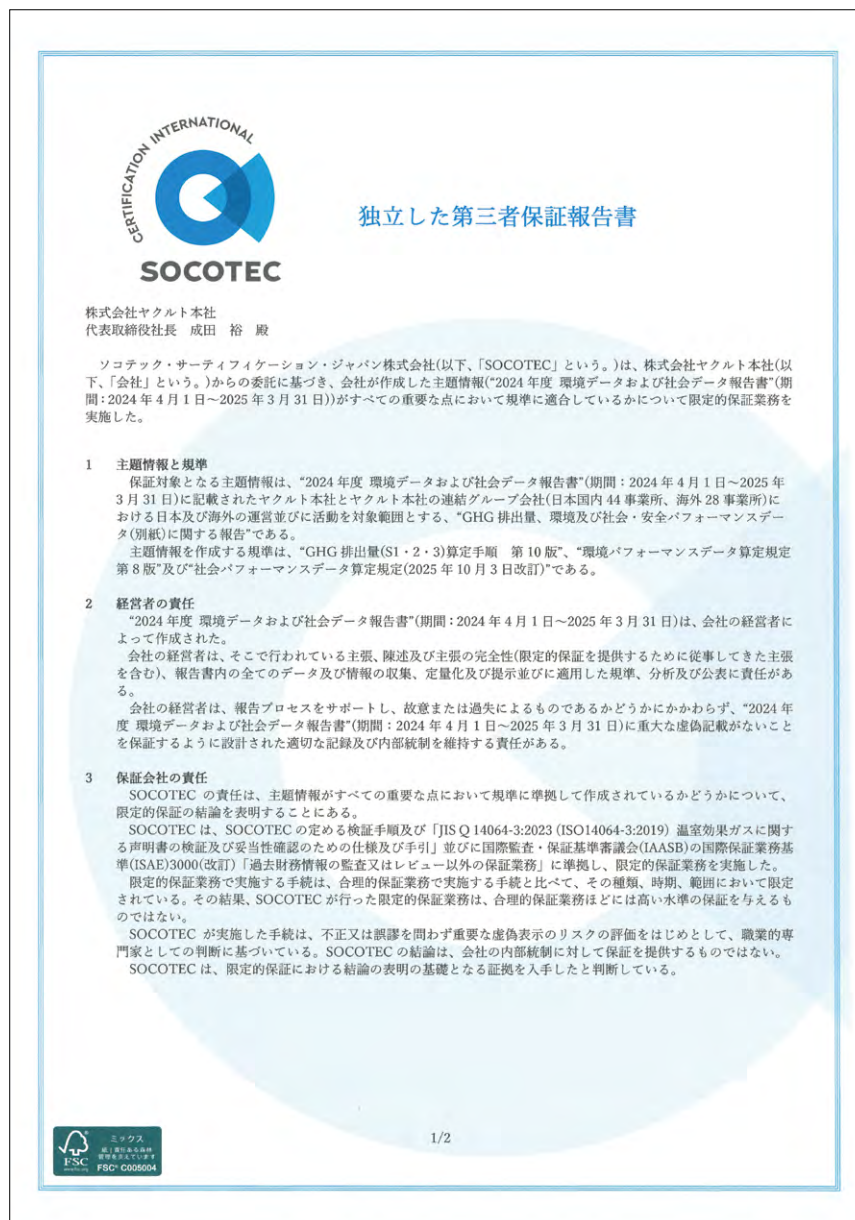 CERTIFICATION INTERNATIONAL
SOCOTEC
独立した第三者保証報告書
株式会社ヤクルト本社
代表取締役社長 成田 裕 殿
ソコテック・サーティフィケーション・ジャパン株式会社(以下、「SOCOTEC」という。)は、株式会社ヤクルト本社(以
下、「会社」という。)からの委託に基づき、会社が作成した主題情報("2024年度 環境データおよび社会データ報告書"(期
間:2024年4月1日～2025年3月31日))がすべての重要な点において規準に適合しているかについて限定的保証業務を
実施した。
1 主題情報と規準
保証対象となる主題情報は、"2024年度 環境データおよび社会データ報告書"(期間:2024年4月1日～2025年
3月31日)に記載されたヤクルト本社とヤクルト本社の連結グループ会社(日本国内44事業所、海外28事業所)に
おける日本及び海外の運営並びに活動を対象範囲とする、"GHG排出量、環境及び社会・安全パフォーマンスデー
タ(別紙)に関する報告"である。
主題情報を作成する規準は、"GHG排出量(S1・2・3)算定手順 第10版"、"環境パフォーマンスデータ算定規定
第8版"及び"社会パフォーマンスデータ算定規定(2025年10月3日改訂)"である。
2 経営者の責任
"2024年度 環境データおよび社会データ報告書"(期間:2024年4月1日～2025年3月31日)は、会社の経営者に
よって作成された。
会社の経営者は、そこで行われている主張、陳述及び主張の完全性(限定的保証を提供するために従事してきた主張
を含む)、報告書内の全てのデータ及び情報の収集、定量化及び提示並びに適用した規準、分析及び公表に責任があ
る。
会社の経営者は、報告プロセスをサポートし、故意または過失によるものであるかどうかにかかわらず、"2024年
度 環境データおよび社会データ報告書"(期間:2024年4月1日～2025年3月31日)に重大な虚偽記載がないこと
を保証するように設計された適切な記録及び内部統制を維持する責任がある。
3 保証会社の責任
SOCOTECの責任は、主題情報がすべての重要な点において規準に準拠して作成されているかどうかについて、
限定的保証の結論を表明することにある。
SOCOTECは、SOCOTECの定める検証手順及び「JIS Q 14064-3:2023 (ISO14064-3:2019) 温室効果ガスに関す
る声明書の検証及び妥当性確認のための仕様及び手引」並びに国際監査・保証基準審議会(IAASB)の国際保証業務基
準(ISAE)3000(改訂)「過去財務情報の監査又はレビュー以外の保証業務」に準拠し、限定的保証業務を実施した。
限定的保証業務で実施する手続は、合理的保証業務で実施する手続と比べて、その種類、時期、範囲において限定
されている。その結果、SOCOTECが行った限定的保証業務は、合理的保証業務ほどには高い水準の保証を与えるも
のではない。
SOCOTECが実施した手続は、不正又は誤謬を問わず重要な虚偽表示のリスクの評価をはじめとして、職業的専
門家としての判断に基づいている。SOCOTECの結論は、会社の内部統制に対して保証を提供するものではない。
SOCOTECは、限定的保証における結論の表明の基礎となる証拠を入手したと判断している。
1/2
FSC
www.fsc.org
ミックス
紙|責任ある森林
管理を支えています
FSC® C005004